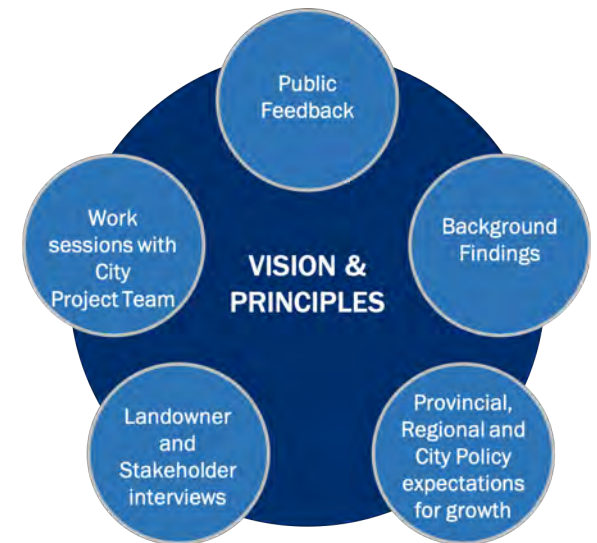 Public
Feedback
Background
Findings
Work
sessions with
City
Project Team
VISION &
PRINCIPLES
Landowner
and
Stakeholder
interviews
Provincial,
Regional and
City Policy
expectations
for growth